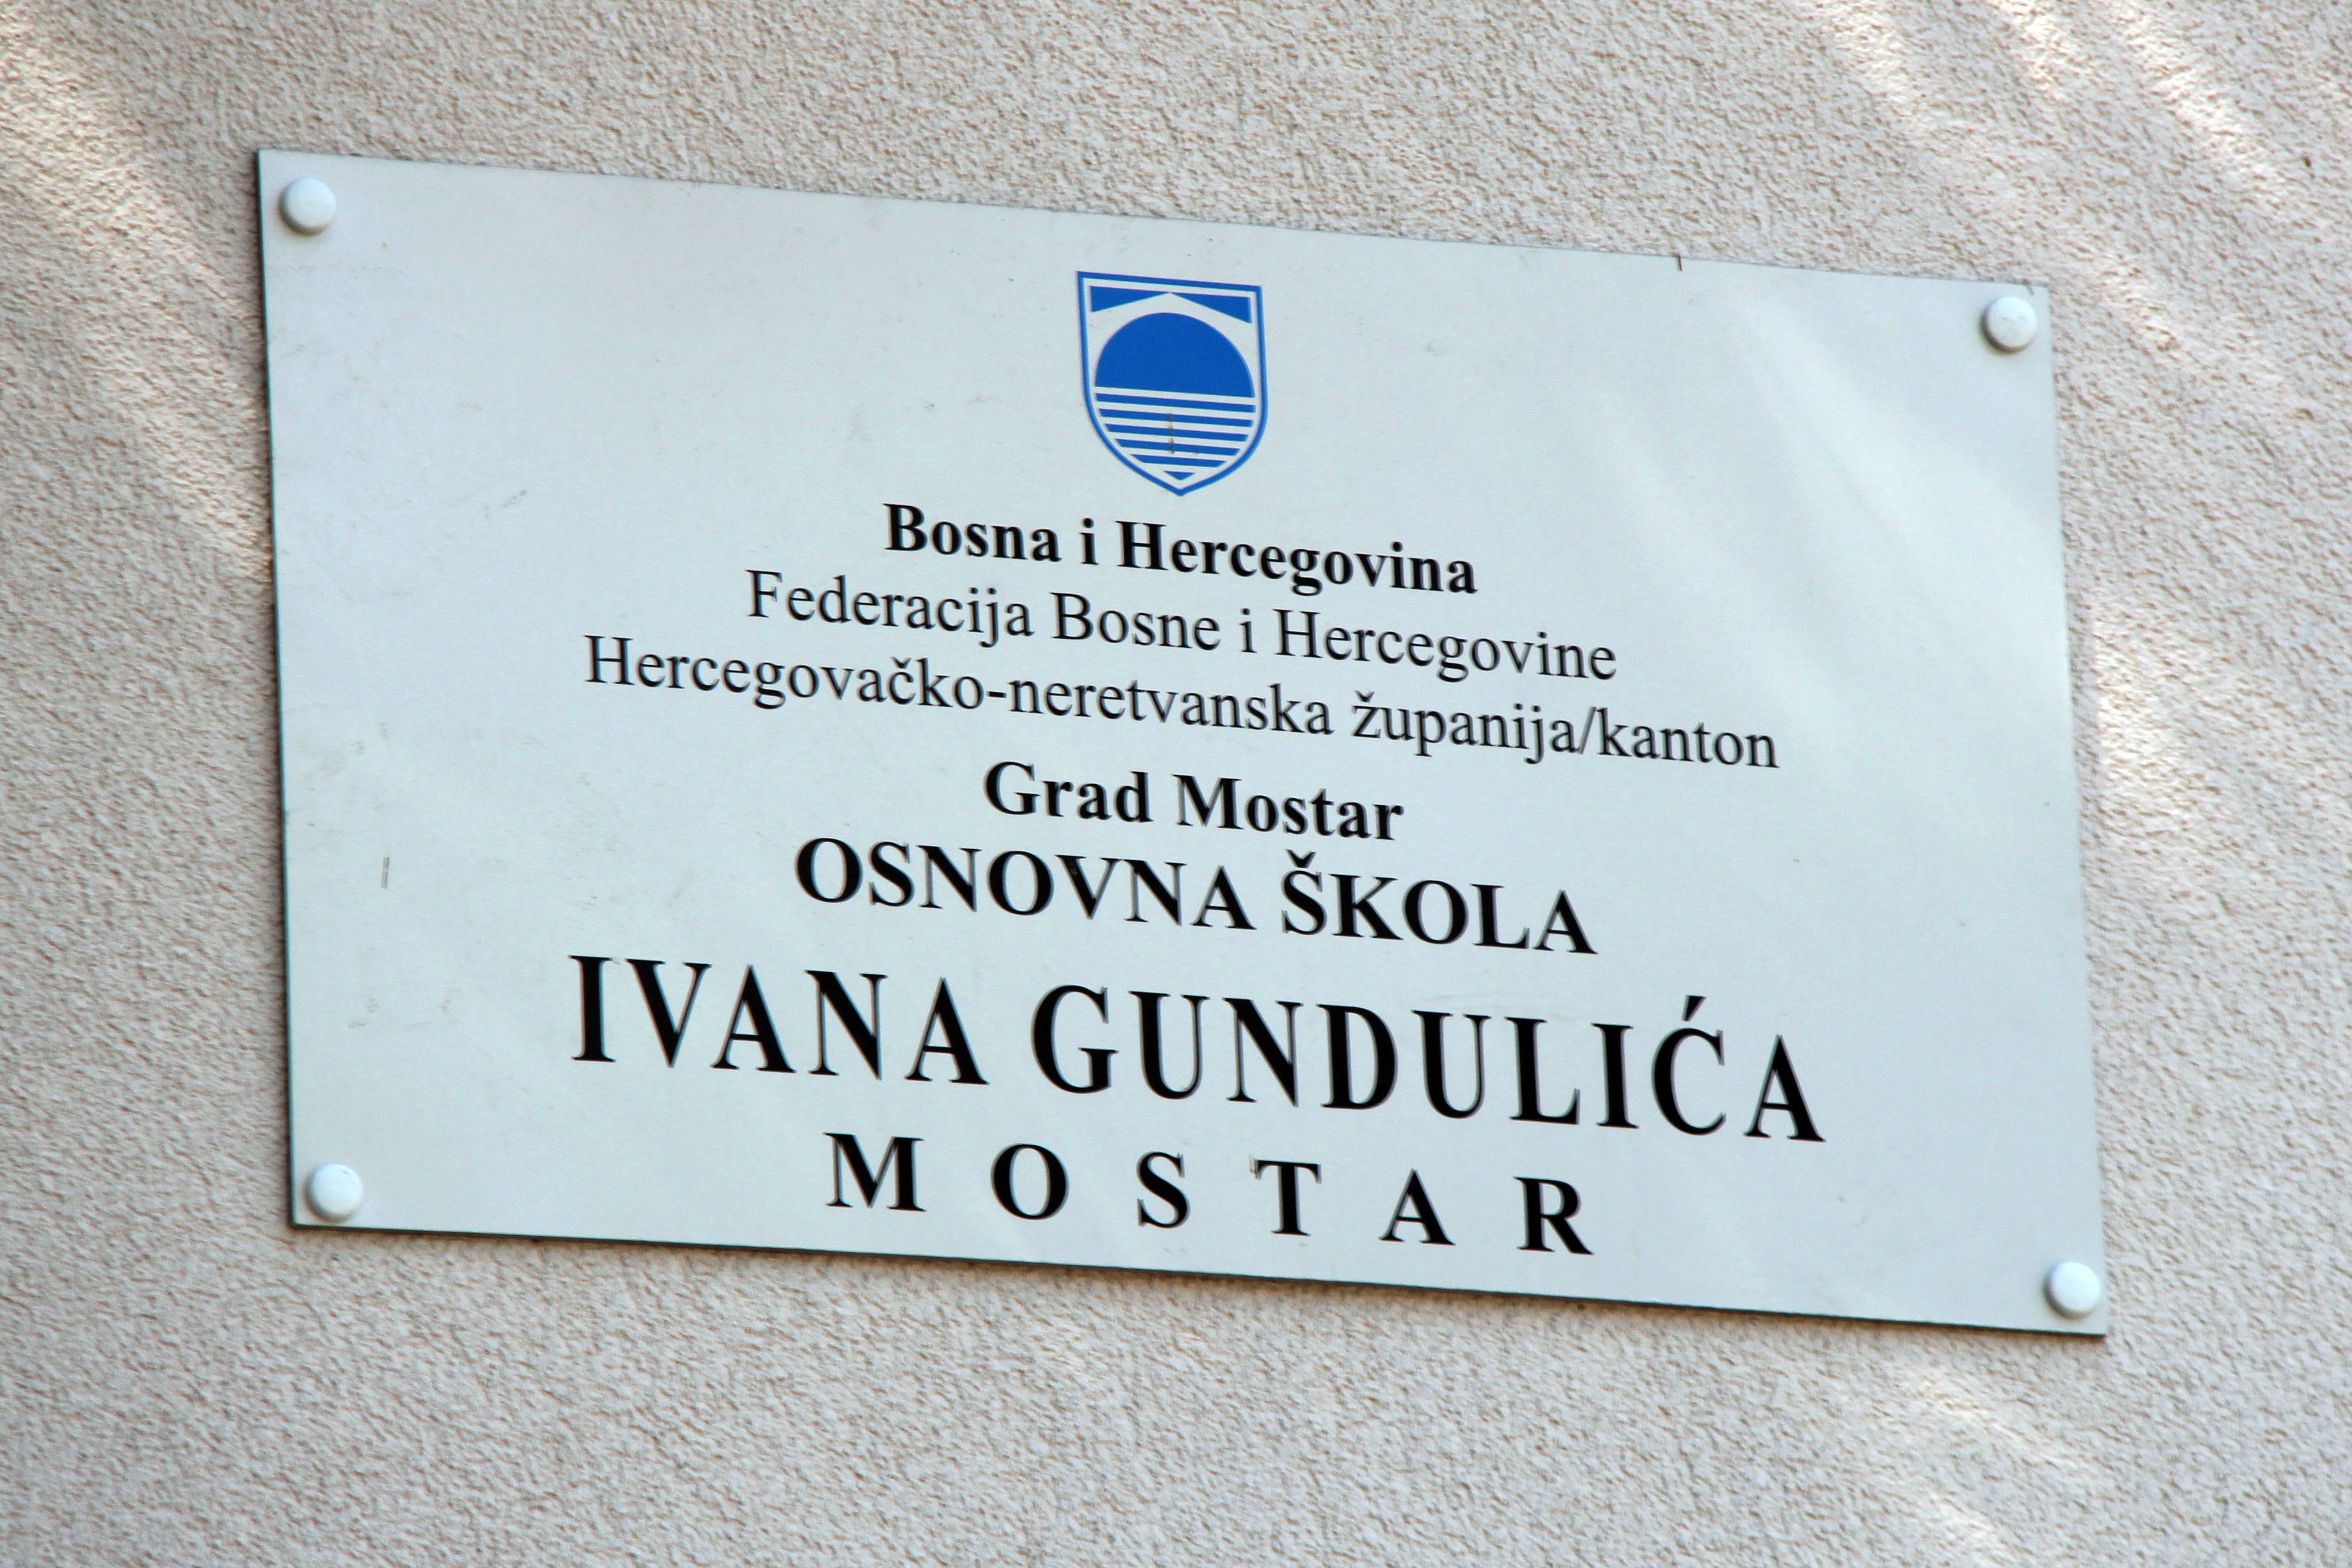 Bosna i Hercegovina
Federacija Bosne i Hercegovine
Hercegovačko-neretvanska županija/kanton
Grad Mostar
OSNOVNA ŠKOLA
IVANA GUNDULIĆA
MOSTAR